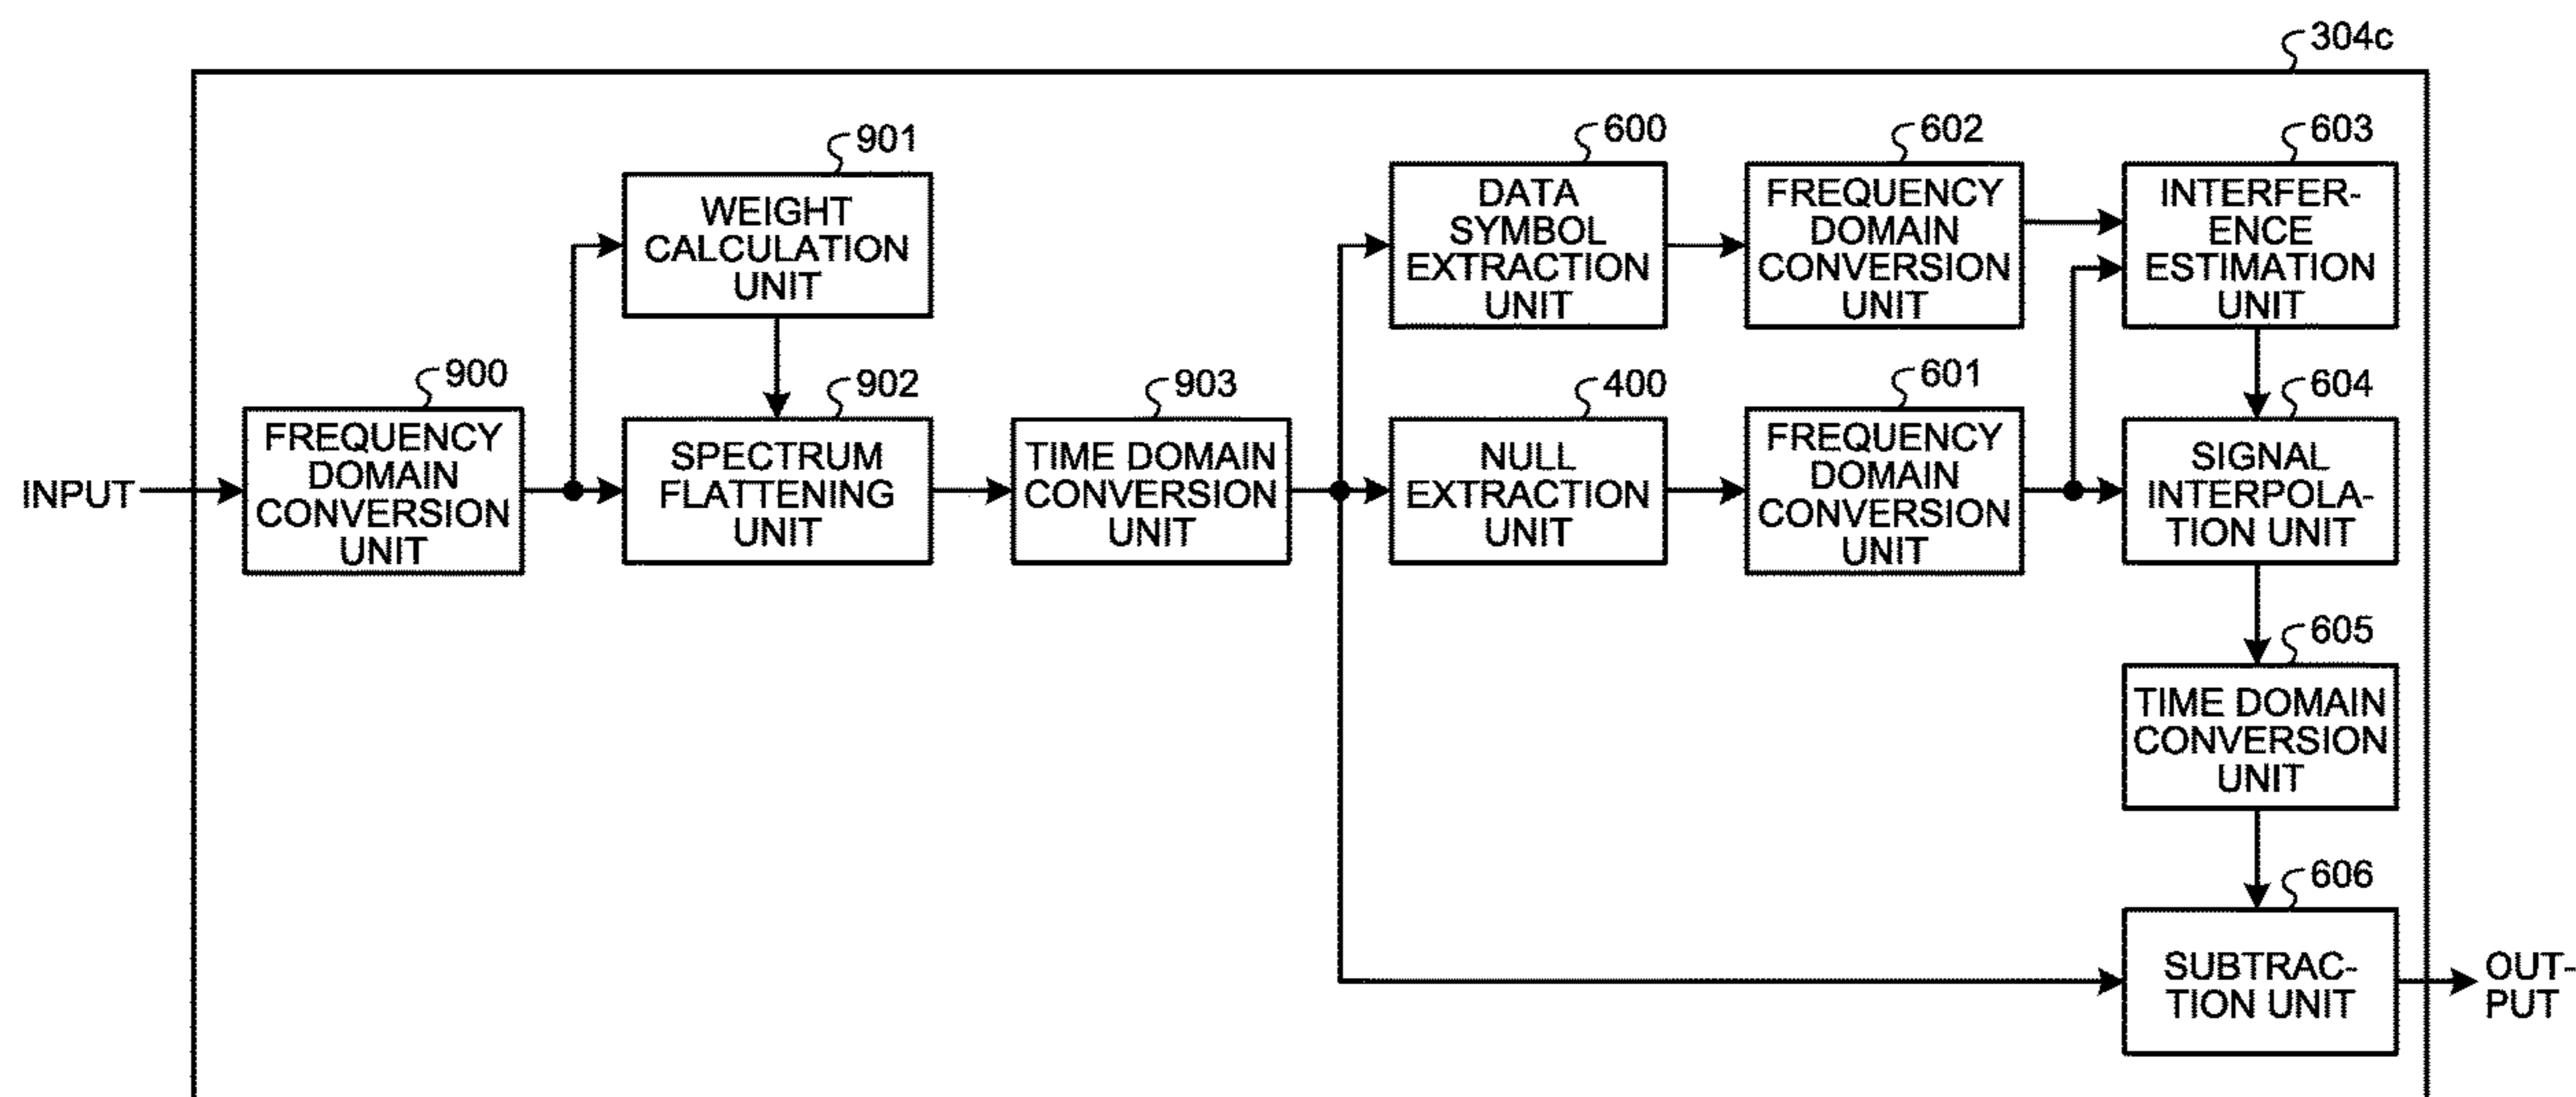 304c
901
WEIGHT
CALCULATION
UNIT
600
DATA
SYMBOL
EXTRACTION
UNIT
602
FREQUENCY
DOMAIN
CONVERSION
UNIT
603
INTERFER-
ENCE
ESTIMATION
UNIT
INPUT
900
FREQUENCY
DOMAIN
CONVERSION
UNIT
902
SPECTRUM
FLATTENING
UNIT
903
TIME DOMAIN
CONVERSION
UNIT
400
NULL
EXTRACTION
UNIT
601
FREQUENCY
DOMAIN
CONVERSION
UNIT
604
SIGNAL
INTERPOLA-
TION UNIT
605
TIME DOMAIN
CONVERSION
UNIT
606
SUBTRAC-
TION UNIT
OUT-
PUT